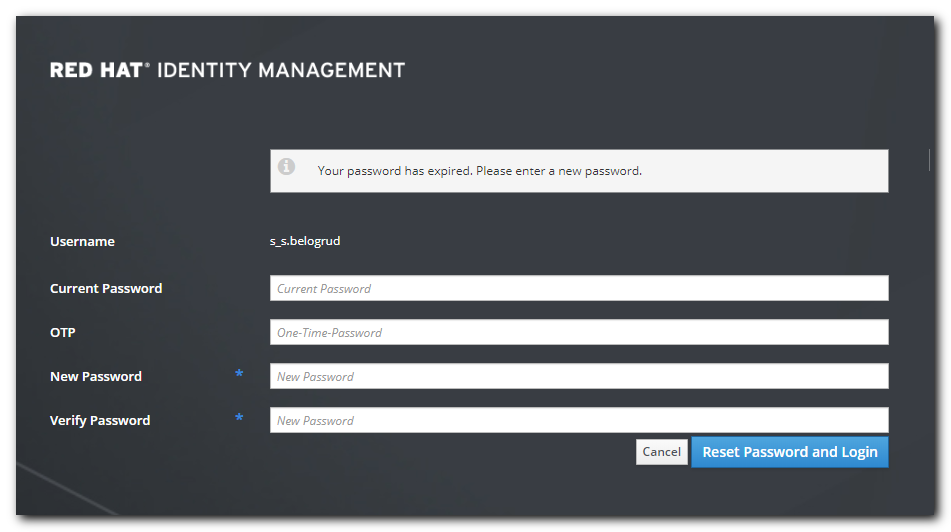 RED HAT® IDENTITY MANAGEMENT
Your password has expired. Please enter a new password.
Username s_s.belogrud
Current Password Current Password
OTP One-Time-Password
New Password * New Password
Verify Password * New Password
Cancel Reset Password and Login